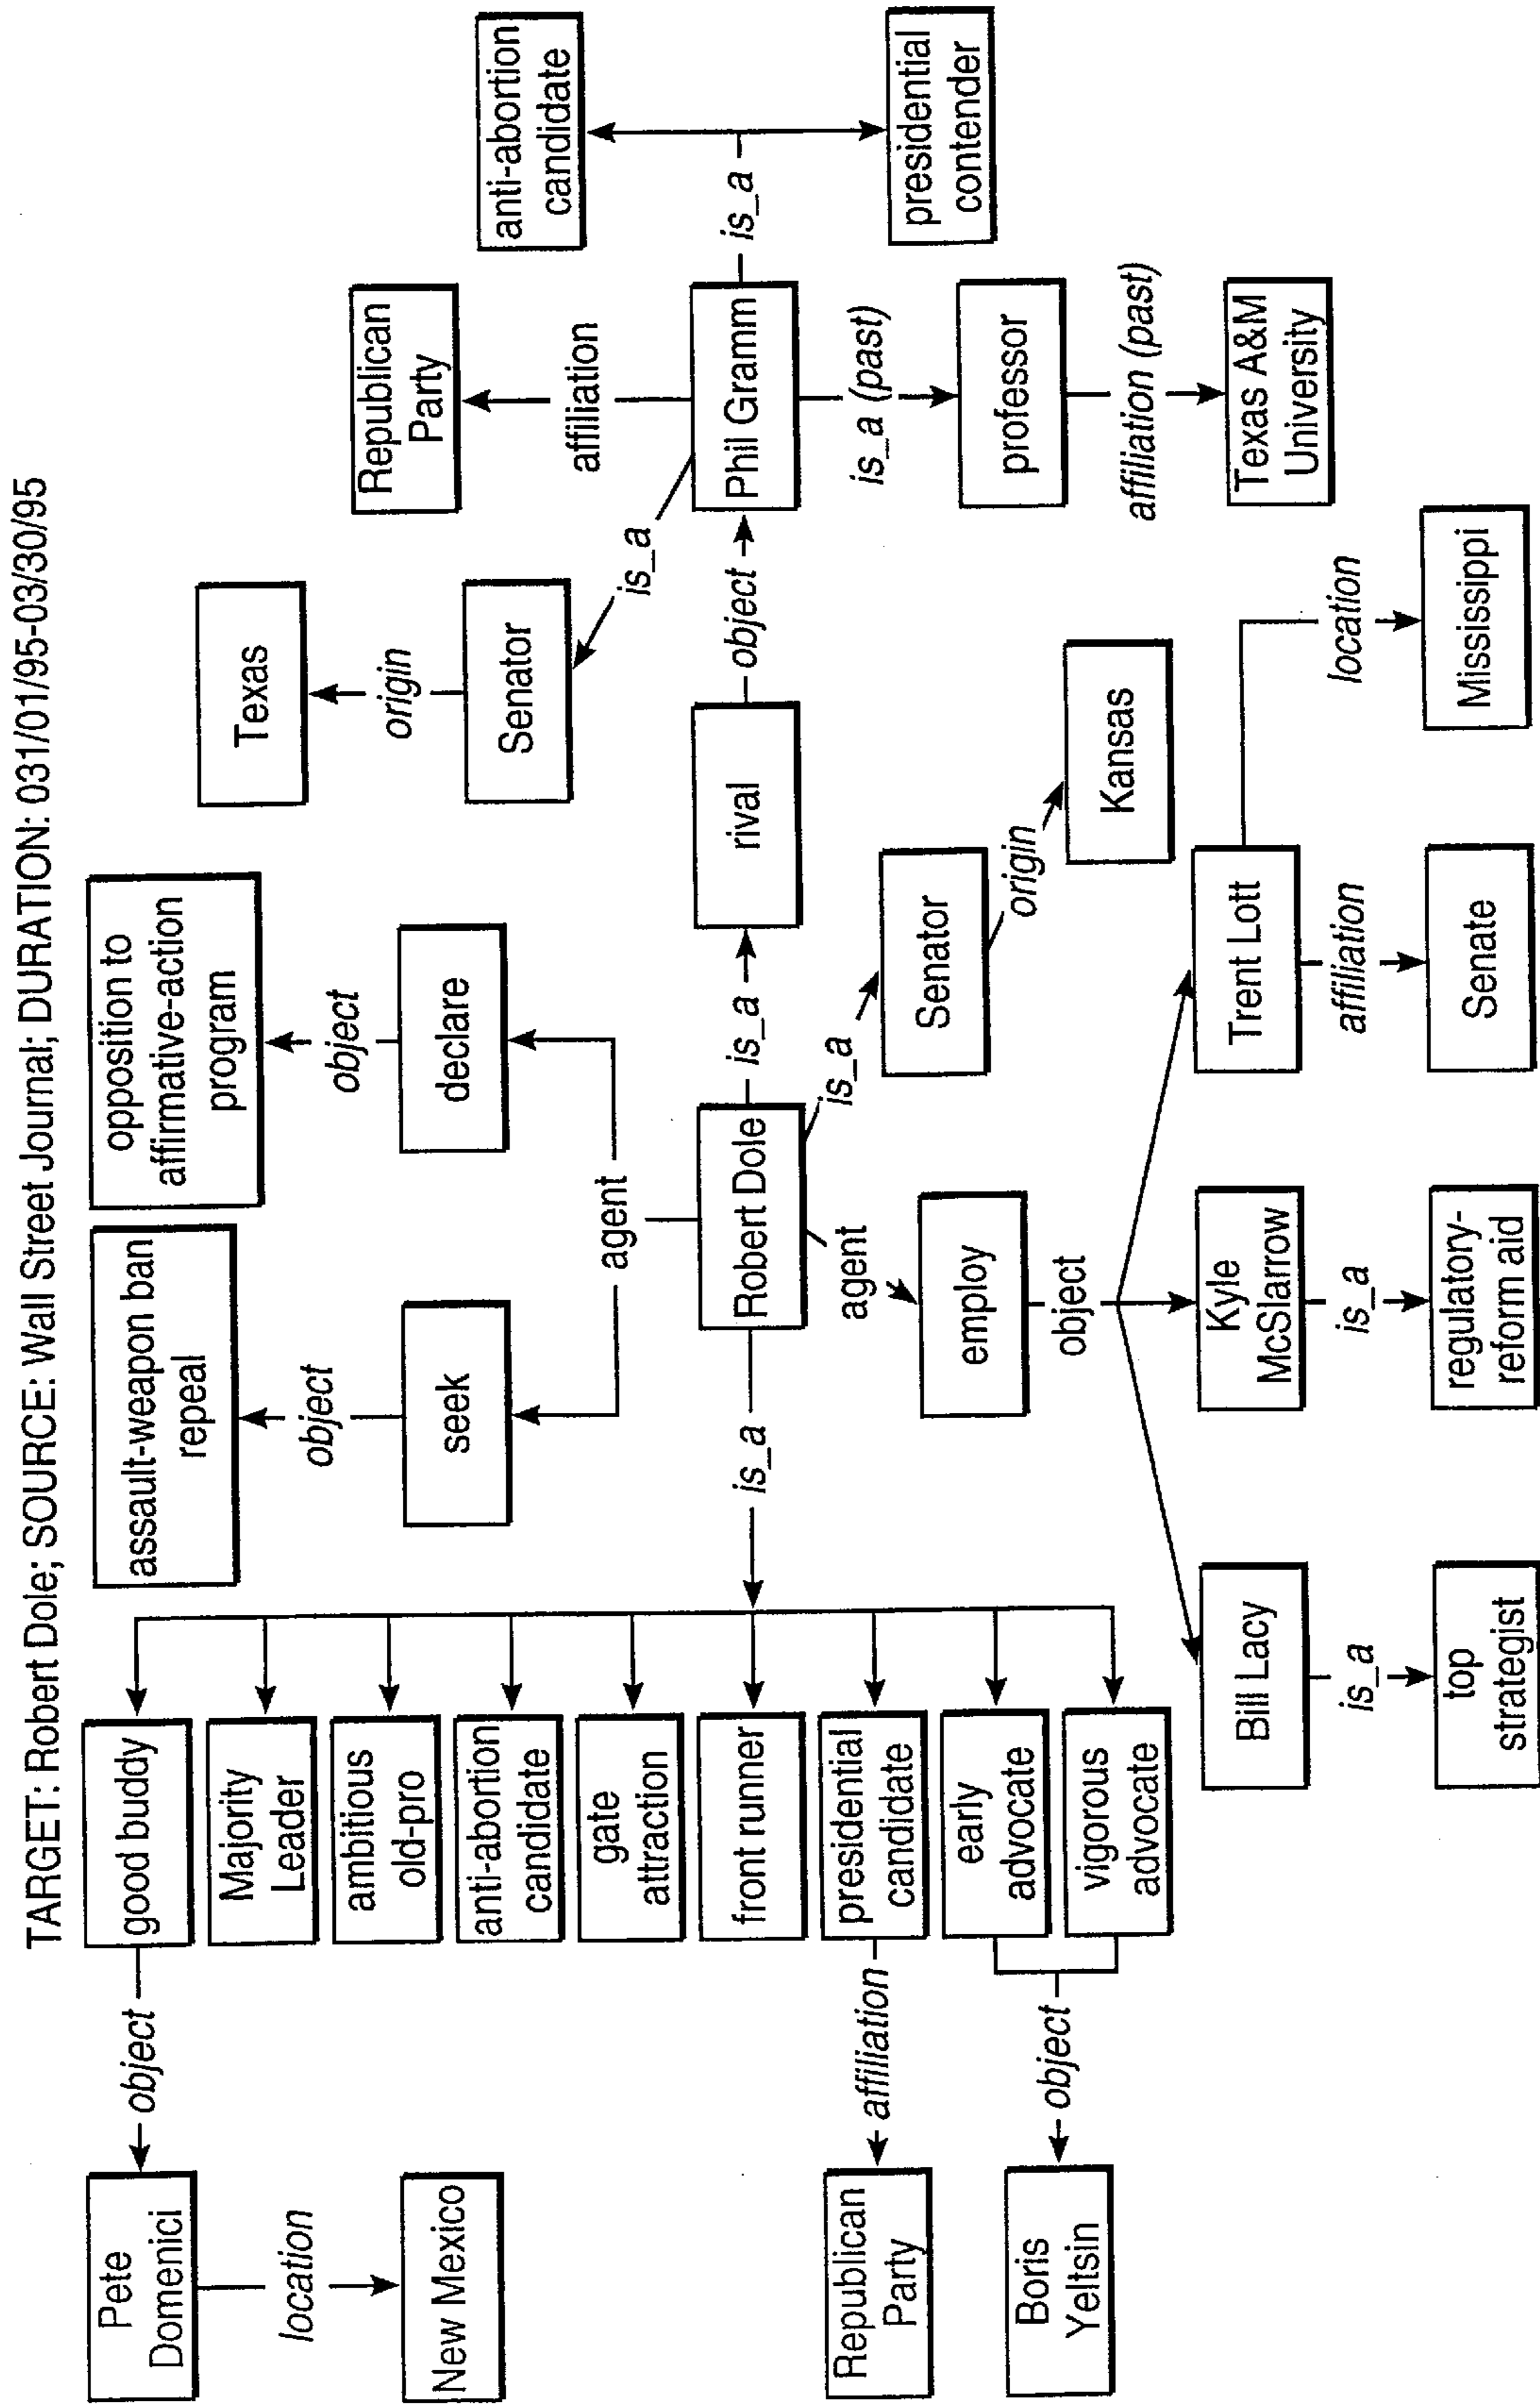 TARGET: Robert Dole; SOURCE: Wall Street Journal; DURATION: 031/01/95-03/30/95
Pete
Domenici
object
good buddy
location
New Mexico
Majority
Leader
ambitious
old-pro
anti-abortion
candidate
gate
attraction
front runner
presidential
candidate
affiliation
Republican
Party
early
advocate
vigorous
advocate
object
Boris
Yeltsin
is_a
assault-weapon ban
repeal
object
seek
agent
opposition to
affirmative-action
program
object
declare
Robert Dole
is_a
rival
object
is_a
Senator
origin
Kansas
agent
employ
object
Bill Lacy
is_a
top
strategist
Kyle
McSlarrow
is_a
regulatory-
reform aid
Trent Lott
affiliation
Senate
location
Mississippi
Texas
origin
Senator
is_a
Republican
Party
affiliation
Phil Gramm
is_a
anti-abortion
candidate
presidential
contender
is_a (past)
professor
affiliation (past)
Texas A&M
University